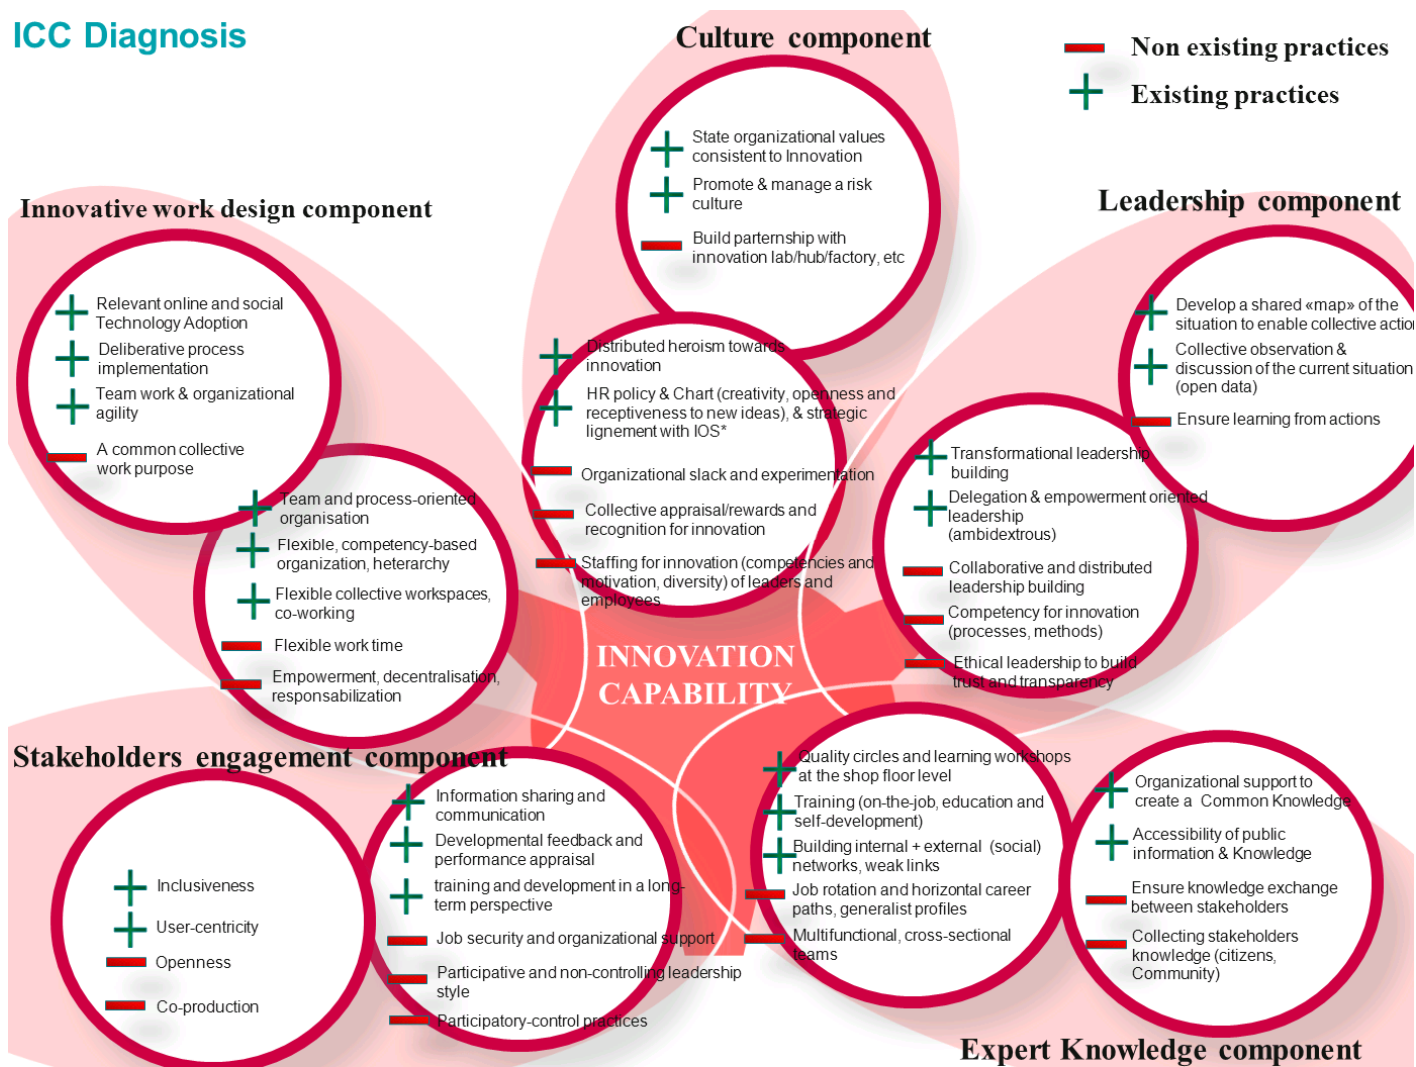 ICC Diagnosis
Culture component
Non existing practices
Existing practices
State organizational values
consistent to Innovation
Promote & manage a risk
culture
Build parternship with
innovation lab/hub/factory, etc
Innovative work design component
Relevant online and social
Technology Adoption
Deliberative process
implementation
Team work & organizational
agility
A common collective
work purpose
Team and process-oriented
organisation
Flexible, competency-based
organization, heterarchy
Flexible collective workspaces,
co-working
Flexible work time
Empowerment, decentralisation,
responsabilization
Distributed heroism towards
innovation
HR policy & Chart (creativity, openness and
receptiveness to new ideas), & strategic
lignement with IOS*
Organizational slack and experimentation
Collective appraisal/rewards and
recognition for innovation
Staffing for innovation (competencies and
motivation, diversity) of leaders and
employees
Leadership component
Develop a shared «map» of the
situation to enable collective action
Collective observation &
discussion of the current situation
(open data)
Ensure learning from actions
Transformational leadership
building
Delegation & empowerment oriented
leadership
(ambidextrous)
Collaborative and distributed
leadership building
Competency for innovation
(processes, methods)
Ethical leadership to build
trust and transparency
INNOVATION
CAPABILITY
Stakeholders engagement component
Inclusiveness
User-centricity
Openness
Co-production
Information sharing and
communication
Developmental feedback and
performance appraisal
training and development in a long-
term perspective
Job security and organizational support
Participative and non-controlling leadership
style
Participatory-control practices
Quality circles and learning workshops
at the shop floor level
Training (on-the-job, education and
self-development)
Building internal + external (social)
networks, weak links
Job rotation and horizontal career
paths, generalist profiles
Multifunctional, cross-sectional
teams
Organizational support to
create a Common Knowledge
Accessibility of public
information & Knowledge
Ensure knowledge exchange
between stakeholders
Collecting stakeholders
knowledge (citizens,
Community)
Expert Knowledge component